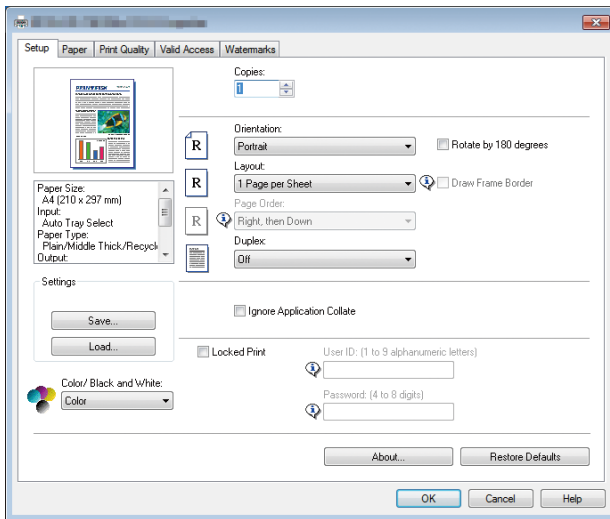 Setup
Paper
Print Quality
Valid Access
Watermarks
Copies:
1
Orientation:
R
Portrait
Rotate by 180 degrees
Layout:
R
1 Page per Sheet
Draw Frame Border
Page Order:
R
Right, then Down
Duplex:
Off
Paper Size:
A4 (210 x 297 mm)
Input:
Auto Tray Select
Paper Type:
Plain/Middle Thick/Recycl
Output:
Settings
Save...
Load...
Ignore Application Collate
Locked Print
User ID: (1 to 9 alphanumeric letters)
Password: (4 to 8 digits)
Color/ Black and White:
Color
About...
Restore Defaults
OK
Cancel
Help